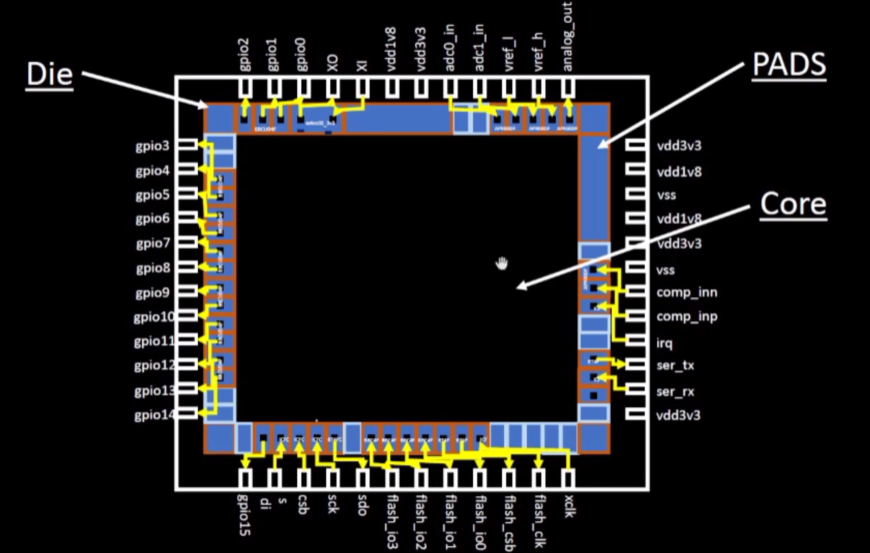 gpio2
gpio1
gpio0
XO
XI
vdd1v8
vdd3v3
adc0_in
adc1_in
vref_l
vref_h
analog_out
Die
PADS
Core
gpio3
gpio4
gpio5
gpio6
gpio7
gpio8
gpio9
gpio10
gpio11
gpio12
gpio13
gpio14
vdd3v3
vdd1v8
vss
vdd1v8
vdd3v3
vss
comp_inn
comp_inp
irq
ser_tx
ser_rx
vdd3v3
gpio15
di
s
csb
sck
sdo
flash_io3
flash_io2
flash_io1
flash_io0
flash_csb
flash_clk
xclk